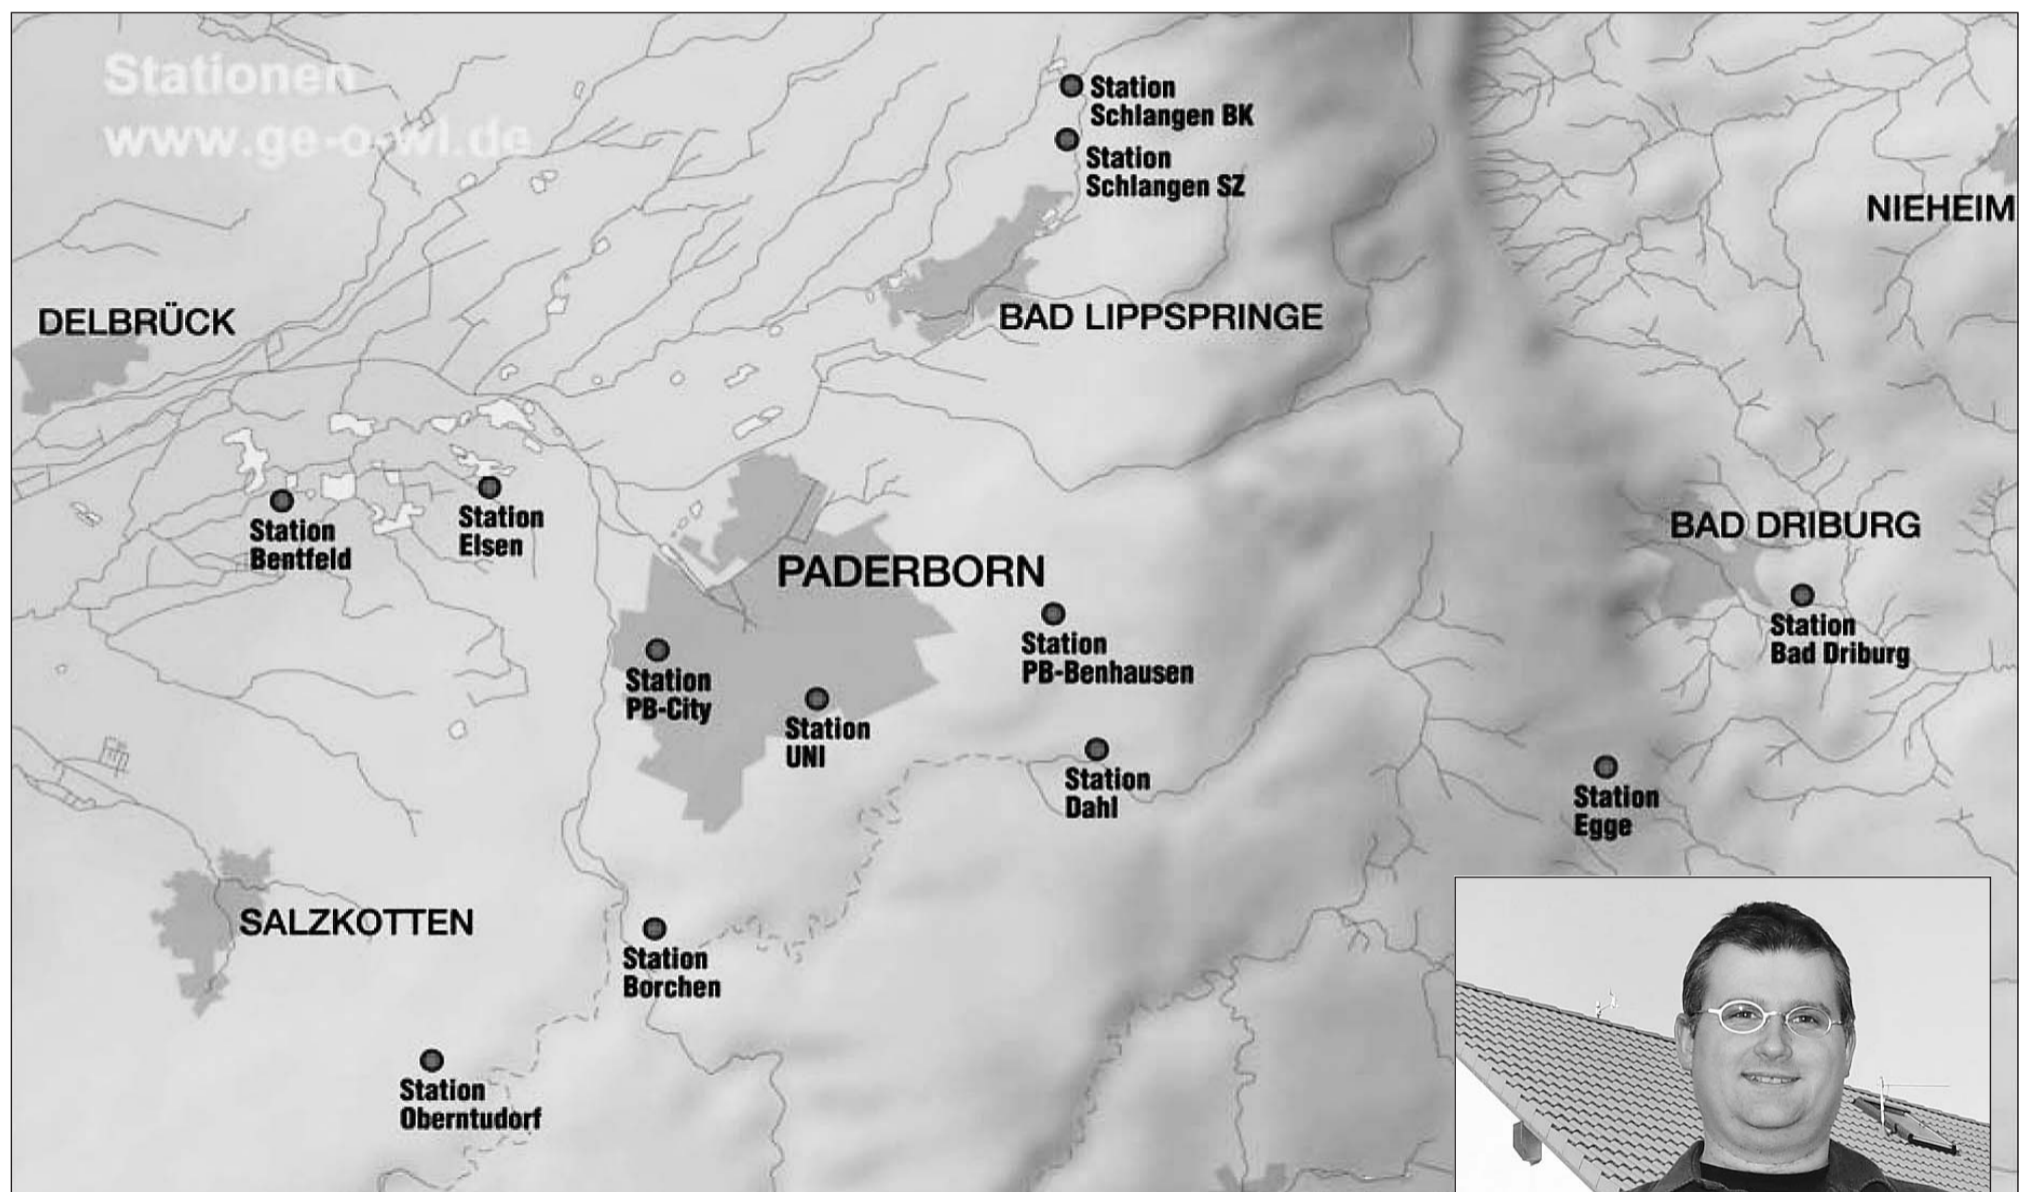 Stationen
www.ge-o-wl.de
Station
Schlangen BK
Station
Schlangen SZ
NIEHEIM
DELBRÜCK
BAD LIPPSPRINGE
Station
Bentfeld
Station
Elsen
PADERBORN
BAD DRIBURG
Station
Bad Driburg
Station
PB-Benhausen
Station
PB-City
Station
UNI
Station
Dahl
Station
Egge
SALZKOTTEN
Station
Borchen
Station
Oberntudorf